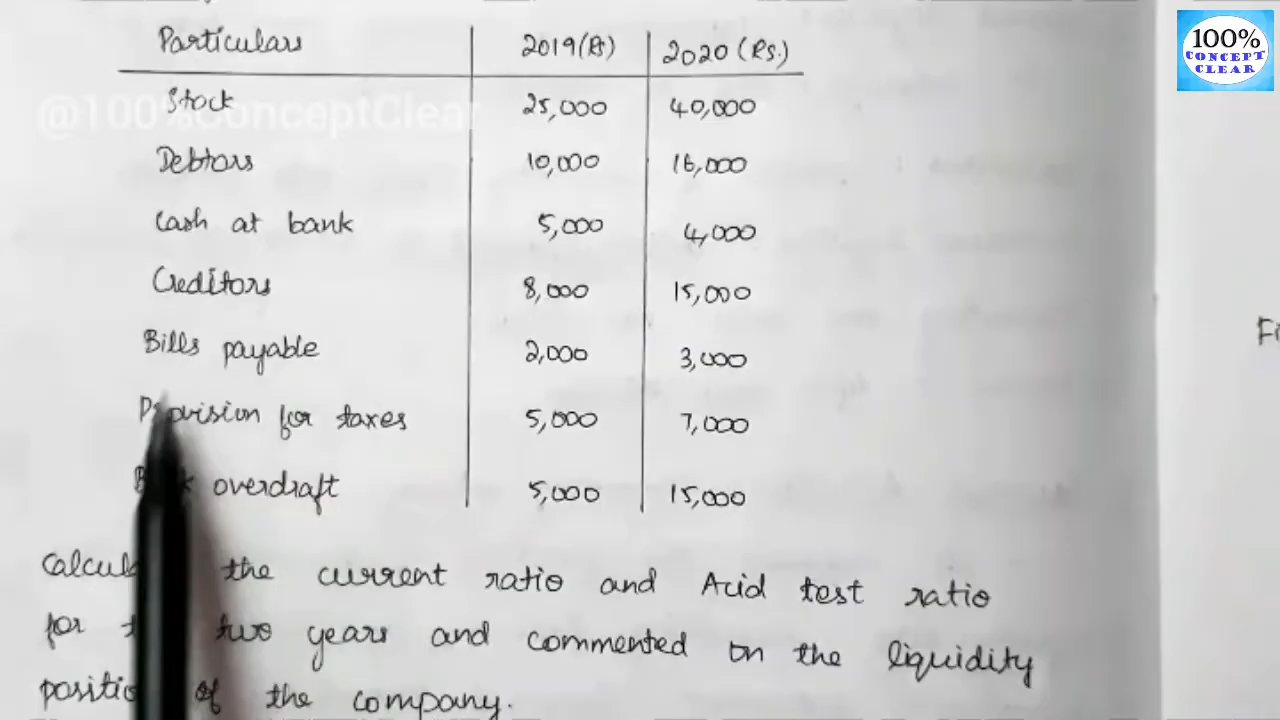 Particulars 2019 (Rs) 2020 (Rs.)
Stock 25,000 40,000
@100%ConceptClear
Debtors 10,000 16,000
Cash at bank 5,000 4,000
Creditors 8,000 15,000
Bills payable 2,000 3,000
Provision for taxes 5,000 7,000
overdraft 5,000 15,000
the current ratio and Acid test ratio
for two years and commented on the liquidity
of the company.
100%
CONCEPT
CLEAR